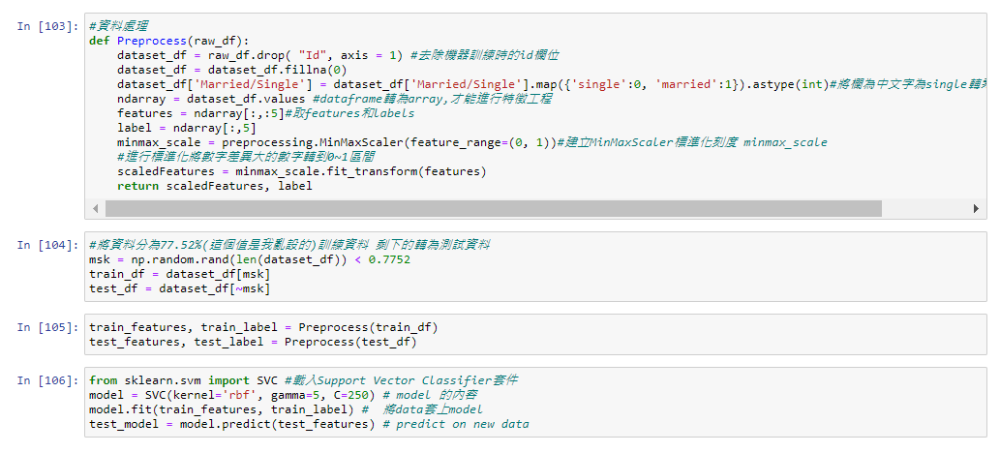 In [103]: #資料處理
def Preprocess(raw_df):
dataset_df = raw_df.drop( "Id", axis = 1) #去除機器訓練時的id欄位
dataset_df = dataset_df.fillna(0)
dataset_df['Married/Single'] = dataset_df['Married/Single'].map({'single':0, 'married':1}).astype(int)#將欄為中文字為single轉
ndarray = dataset_df.values #dataframe轉為array,才能進行特徵工程
features = ndarray[:,:5]#取features和labels
label = ndarray[:,5]
minmax_scale = preprocessing.MinMaxScaler(feature_range=(0, 1))#建立MinMaxScaler標準化刻度 minmax_scale
#進行標準化將數字差異大的數字轉到0~1區間
scaledFeatures = minmax_scale.fit_transform(features)
return scaledFeatures, label
In [104]: #將資料分為77.52%(這個值是我亂設的)訓練資料 剩下的轉為測試資料
msk = np.random.rand(len(dataset_df)) < 0.7752
train_df = dataset_df[msk]
test_df = dataset_df[~msk]
In [105]: train_features, train_label = Preprocess(train_df)
test_features, test_label = Preprocess(test_df)
In [106]: from sklearn.svm import SVC #載入Support Vector Classifier套件
model = SVC(kernel='rbf', gamma=5, C=250) # model 的內容
model.fit(train_features, train_label) # 將data套上model
test_model = model.predict(test_features) # predict on new data